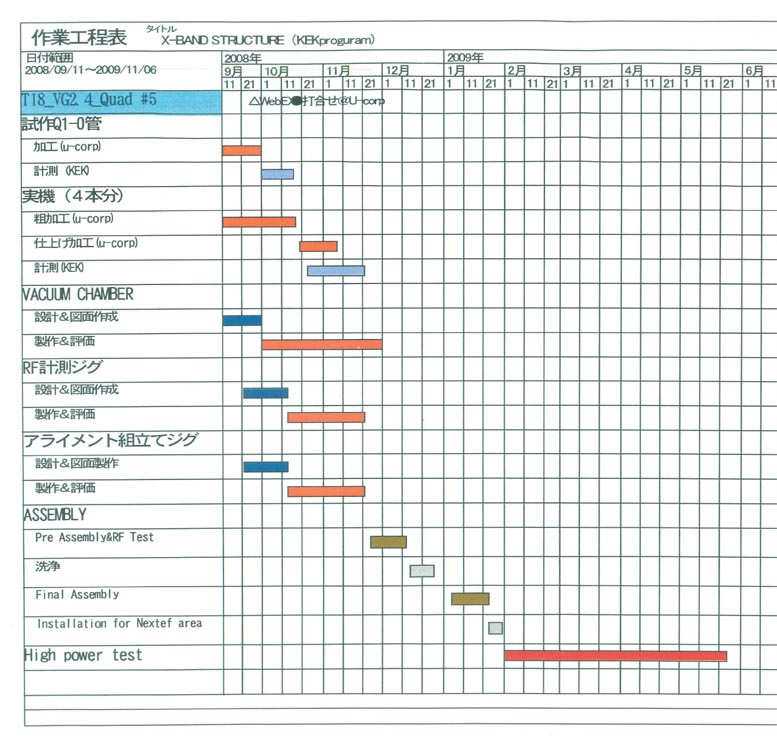 作業工程表 タイトル X-BAND STRUCTURE (KEKproguram)
日付範囲 2008年 2009年
2008/09/11~2009/11/06 9月 10月 11月 12月 1月 2月 3月 4月 5月 6月
11 21 1 11 21 1 11 21 1 11 21 1 11 21 1 11 21 1 11 21 1 11 21 1 11 21 1 11
T18_VG2.4_Quad #5 △WebEX●打合せ@U-corp
試作Q1-0管
加工(u-corp)
計測 (KEK)
実機(4本分)
粗加工(u-corp)
仕上げ加工(u-corp)
計測(KEK)
VACUUM CHAMBER
設計&図面作成
製作&評価
RF計測ジグ
設計&図面作成
製作&評価
アライメント組立てジグ
設計&図面製作
製作&評価
ASSEMBLY
Pre Assembly&RF Test
洗浄
Final Assembly
Installation for Nextef area
High power test